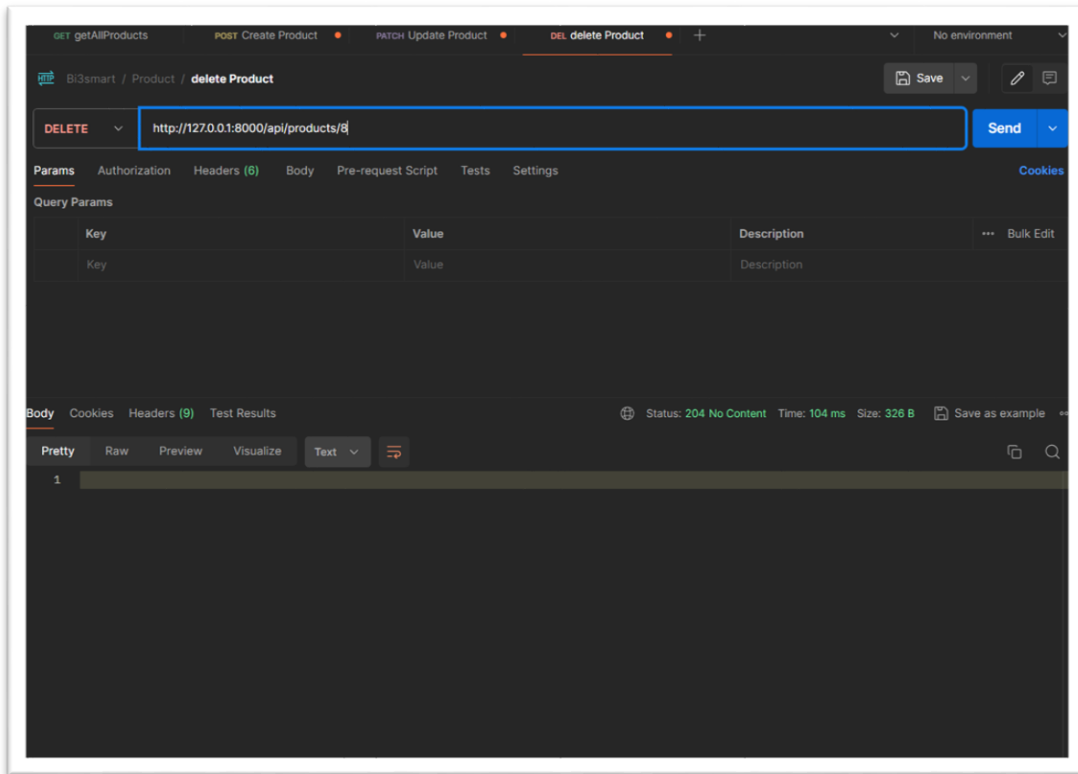 GET getAllProducts POST Create Product PATCH Update Product DEL delete Product No environment
HTTP Bi3smart / Product / delete Product Save
DELETE http://127.0.0.1:8000/api/products/8 Send
Params Authorization Headers (6) Body Pre-request Script Tests Settings Cookies
Query Params
Key Value Description ••• Bulk Edit
Key Value Description
Body Cookies Headers (9) Test Results Status: 204 No Content Time: 104 ms Size: 326 B Save as example
Pretty Raw Preview Visualize Text
1